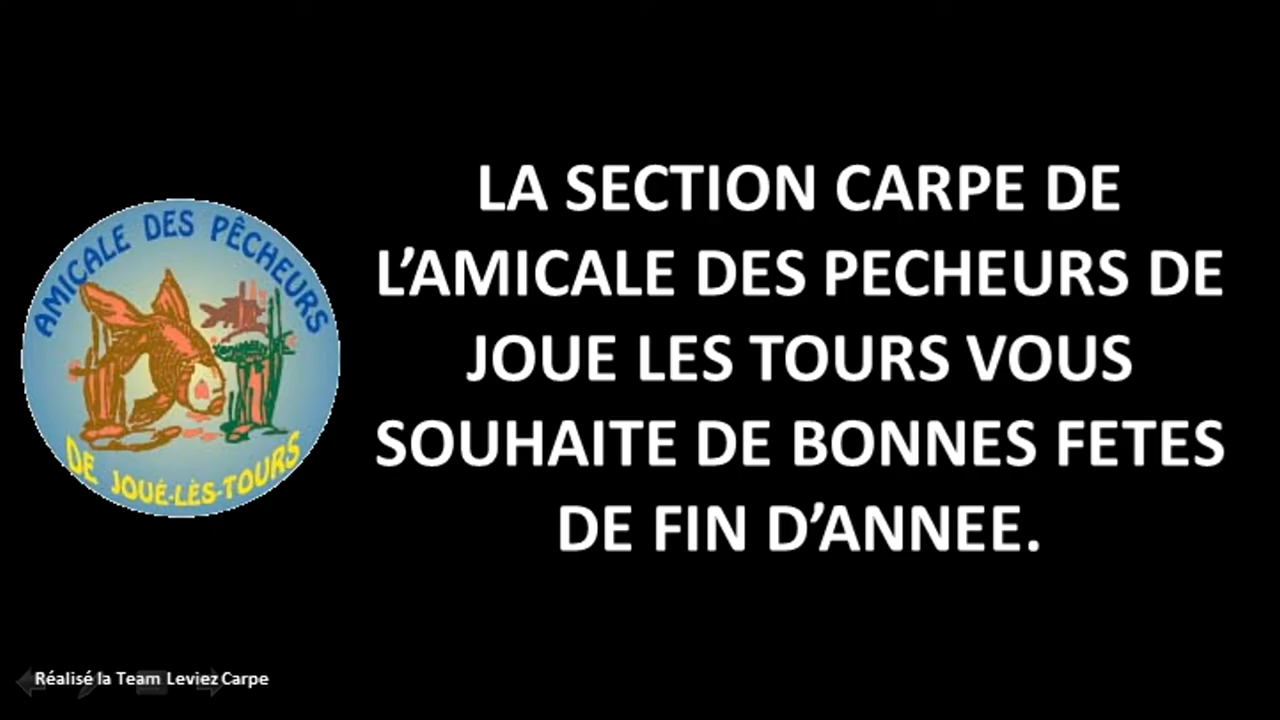 AMICALE DES PÊCHEURS
DE JOUÉ-LÈS-TOURS
LA SECTION CARPE DE
L’AMICALE DES PECHEURS DE
JOUE LES TOURS VOUS
SOUHAITE DE BONNES FETES
DE FIN D’ANNEE.
Réalisé la Team Leviez Carpe